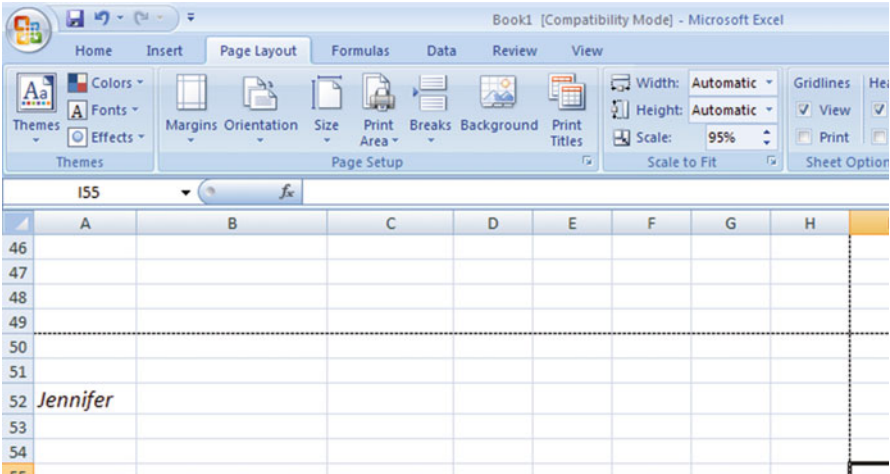 Book1 [Compatibility Mode] - Microsoft Excel
Home Insert Page Layout Formulas Data Review View
Aa Colors Fonts Effects Themes
Themes
Margins Orientation Size Print Area Breaks Background Print Titles
Page Setup
Width: Automatic
Height: Automatic
Scale: 95%
Scale to Fit
Gridlines
View
Print
Sheet Option
I55 fx
A B C D E F G H
46
47
48
49
50
51
52 Jennifer
53
54